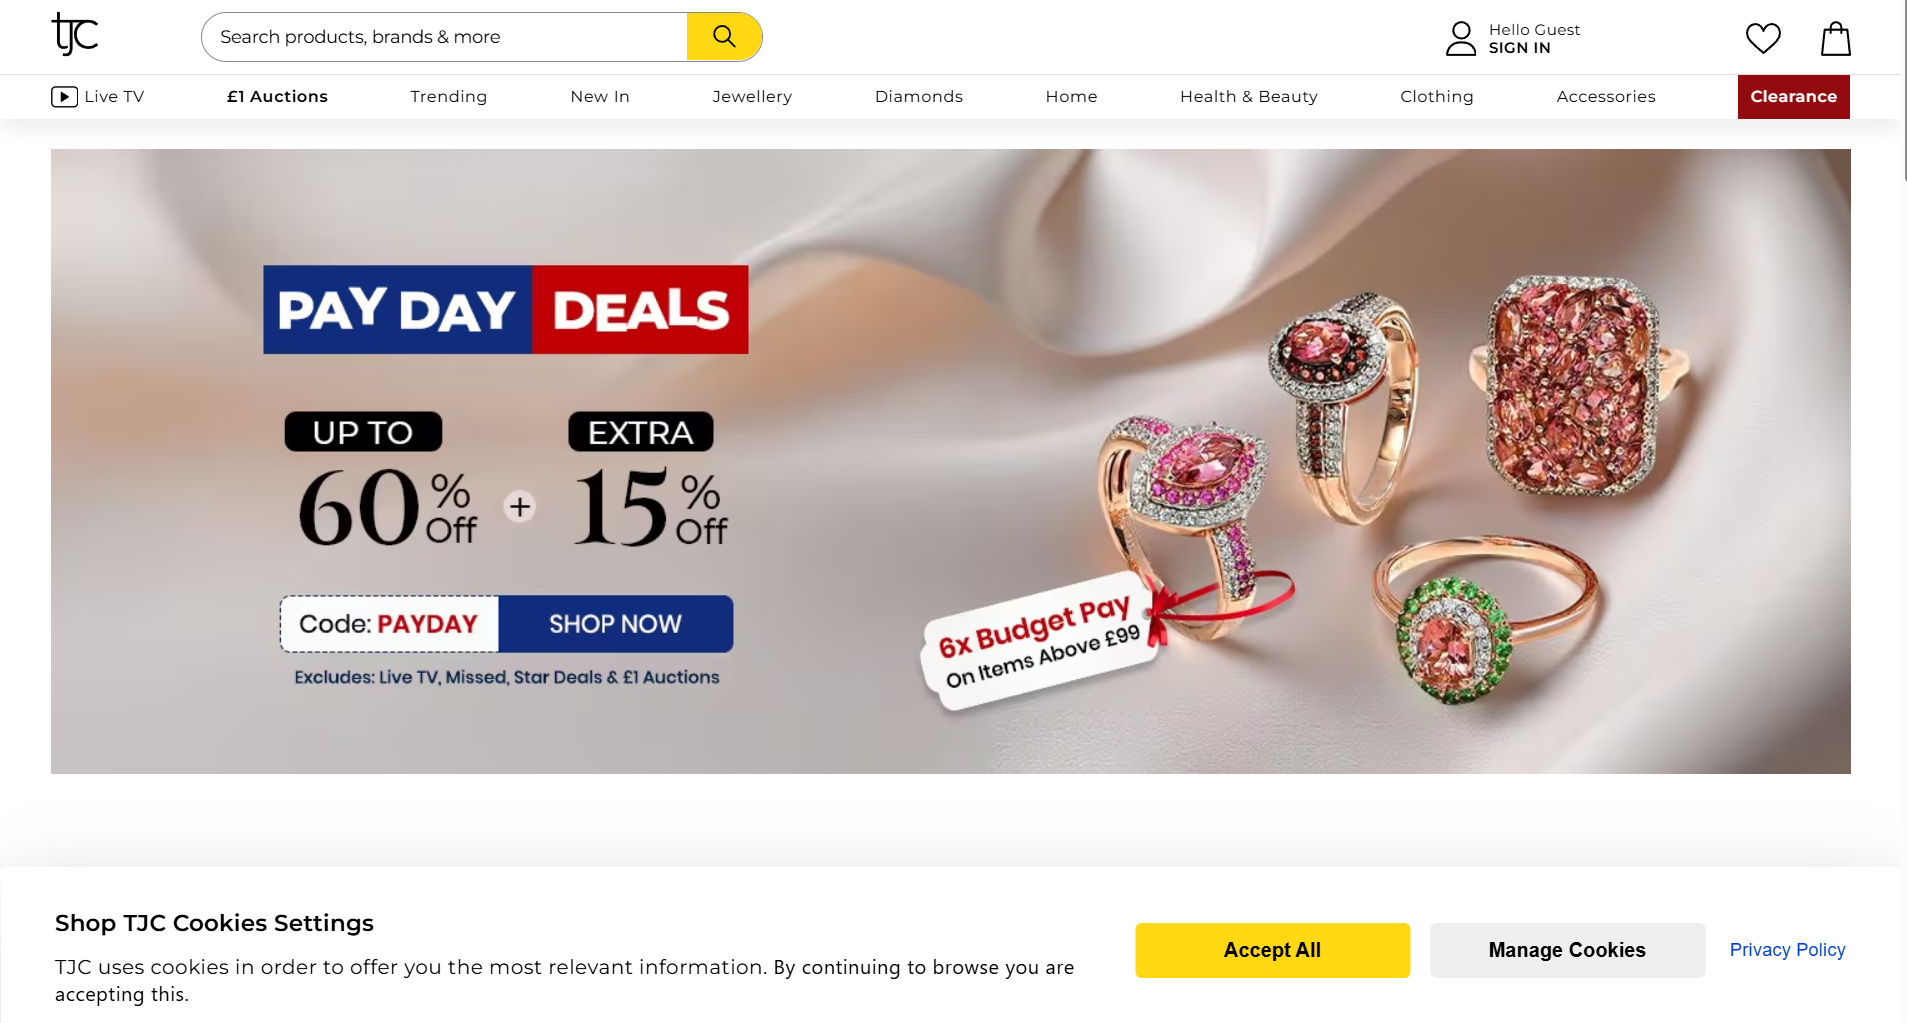 tjc
Search products, brands & more
Hello Guest
SIGN IN
Live TV
£1 Auctions
Trending
New In
Jewellery
Diamonds
Home
Health & Beauty
Clothing
Accessories
Clearance
PAY DAY DEALS
UP TO
60% Off
+
EXTRA
15% Off
Code: PAYDAY
SHOP NOW
Excludes: Live TV, Missed, Star Deals & £1 Auctions
6x Budget Pay
On Items Above £99
Shop TJC Cookies Settings
TJC uses cookies in order to offer you the most relevant information. By continuing to browse you are
accepting this.
Accept All
Manage Cookies
Privacy Policy